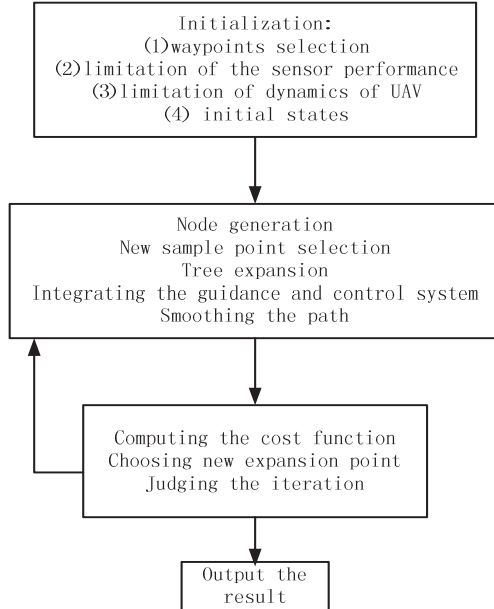 Initialization:
(1)waypoints selection
(2)limitation of the sensor performance
(3)limitation of dynamics of UAV
(4) initial states
Node generation
New sample point selection
Tree expansion
Integrating the guidance and control system
Smoothing the path
Computing the cost function
Choosing new expansion point
Judging the iteration
Output the
result